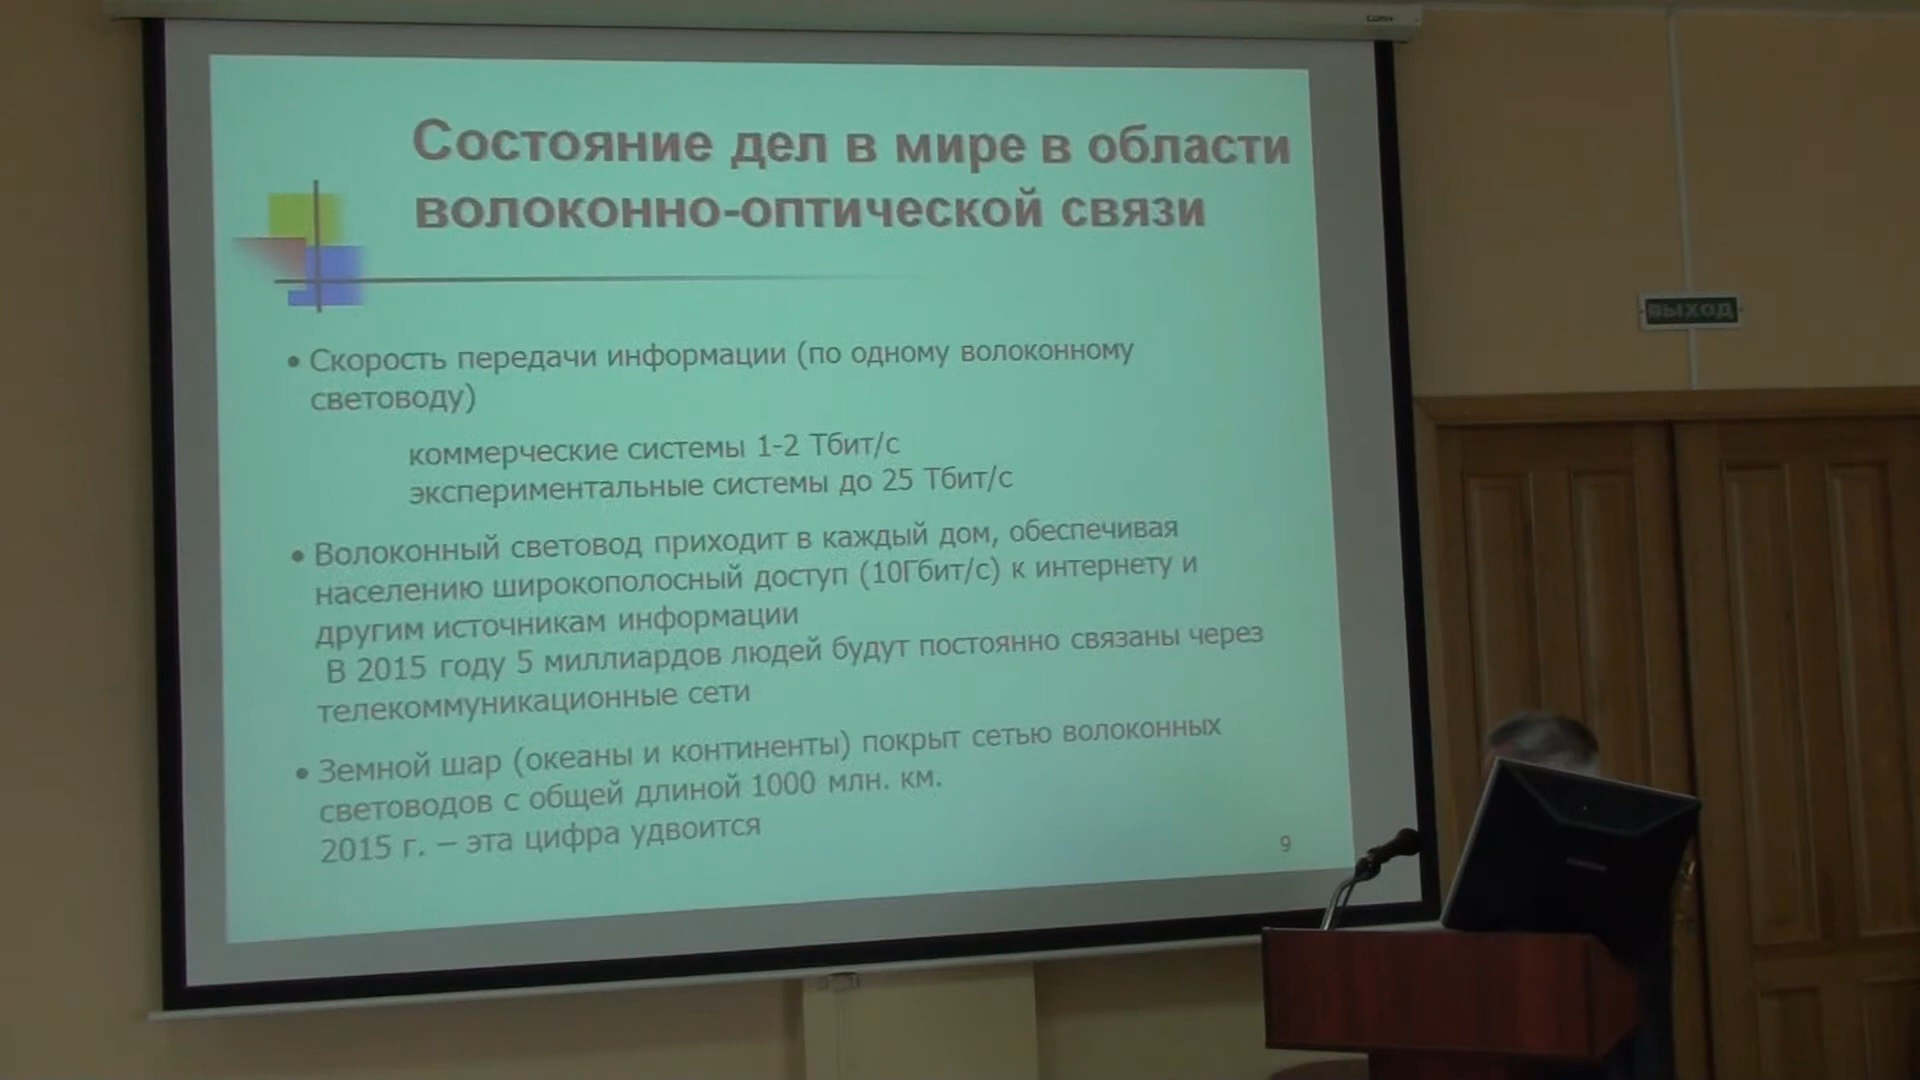 Состояние дел в мире в области
волоконно-оптической связи
ВЫХОД
• Скорость передачи информации (по одному волоконному
световоду)
коммерческие системы 1-2 Тбит/с
экспериментальные системы до 25 Тбит/с
• Волоконный световод приходит в каждый дом, обеспечивая
населению широкополосный доступ (10Гбит/с) к интернету и
другим источникам информации
В 2015 году 5 миллиардов людей будут постоянно связаны через
телекоммуникационные сети
• Земной шар (океаны и континенты) покрыт сетью волоконных
световодов с общей длиной 1000 млн. км.
2015 г. – эта цифра удвоится
9